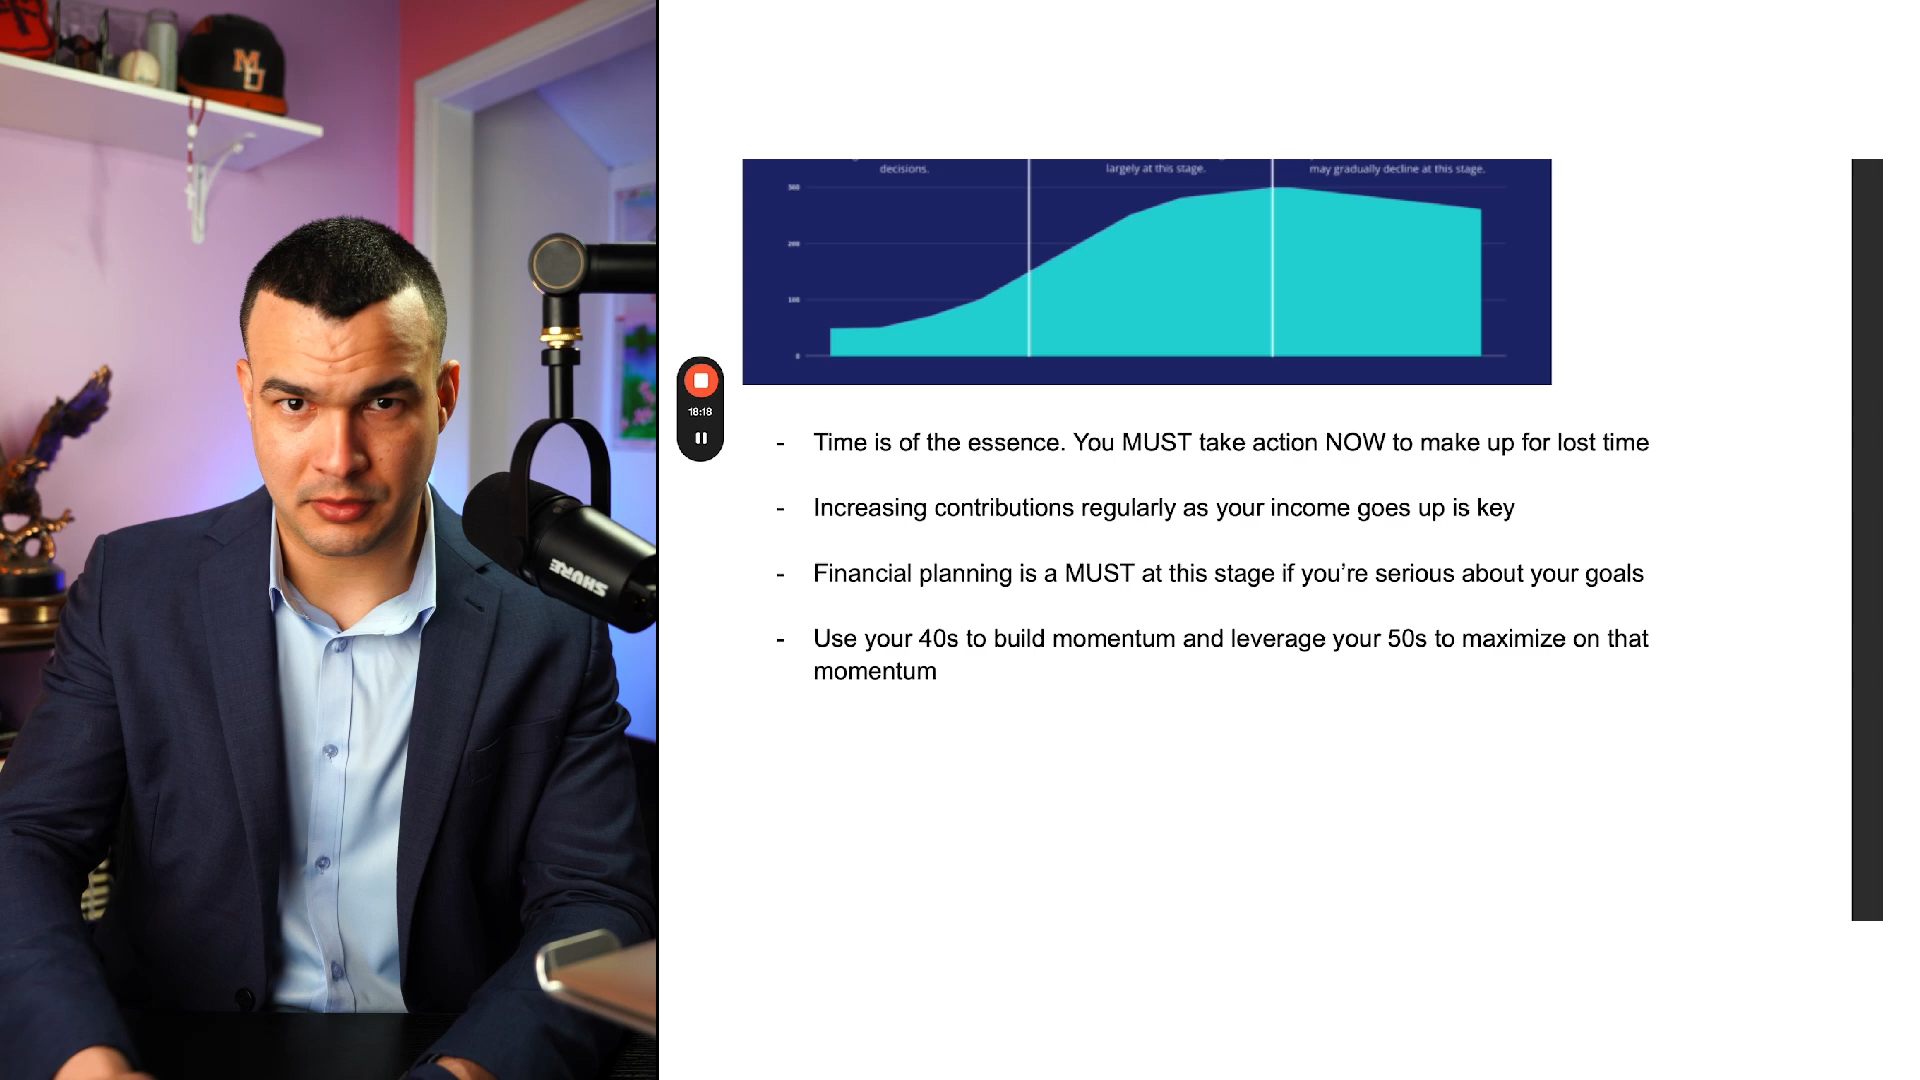 MU
SHURE
18:18
decisions.
largely at this stage.
may gradually decline at this stage.
300
200
100
0
- Time is of the essence. You MUST take action NOW to make up for lost time
- Increasing contributions regularly as your income goes up is key
- Financial planning is a MUST at this stage if you’re serious about your goals
- Use your 40s to build momentum and leverage your 50s to maximize on that
momentum